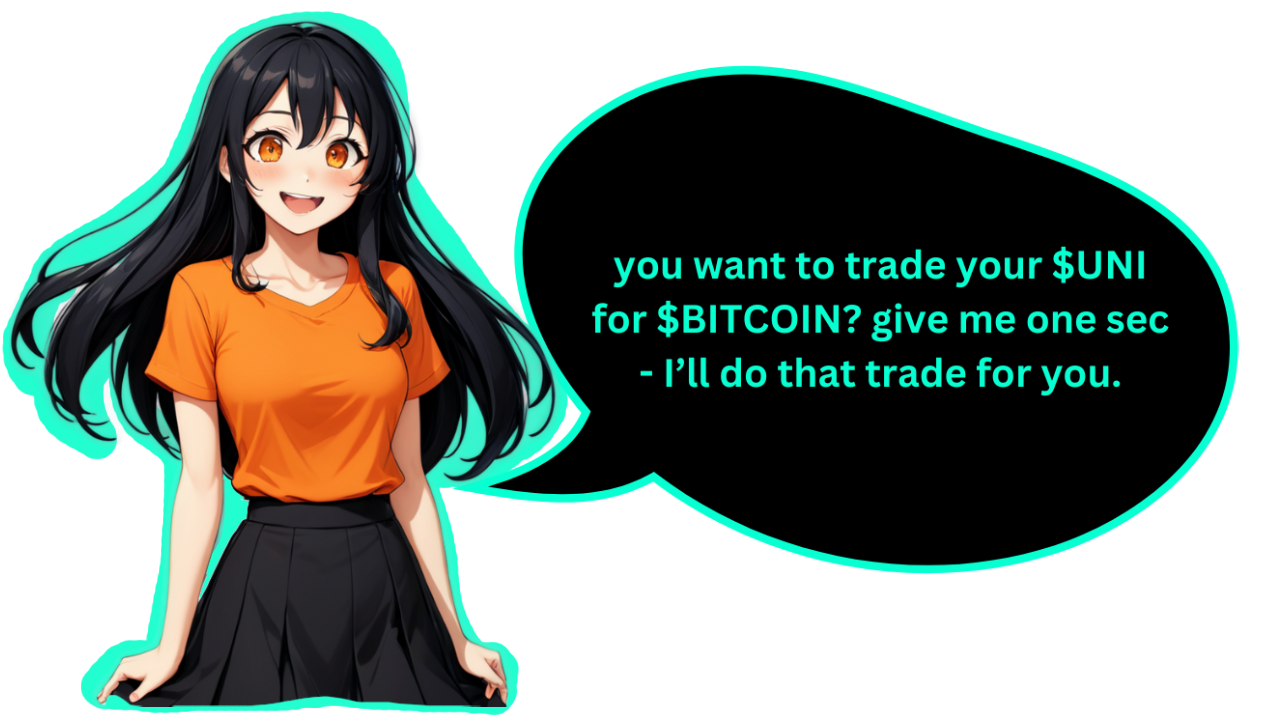 you want to trade your $UNI
for $BITCOIN? give me one sec
- I’ll do that trade for you.